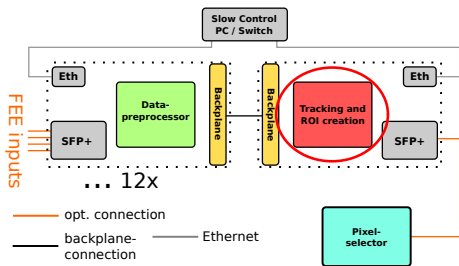 Slow Control
PC / Switch
Eth
Data-
preprocessor
Backplane
Backplane
Tracking and
ROI creation
Eth
SFP+
SFP+
FEE inputs
... 12x
opt. connection
backplane-
connection
Ethernet
Pixel-
selector